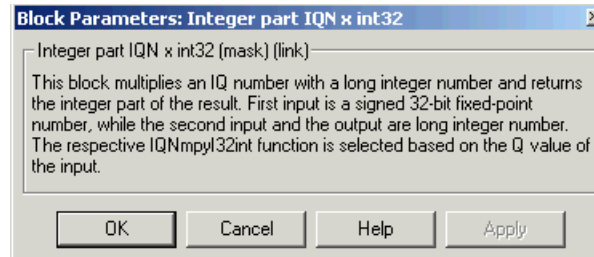 Block Parameters: Integer part IQN x int32
Integer part IQN x int32 (mask) (link)
This block multiplies an IQ number with a long integer number and returns
the integer part of the result. First input is a signed 32-bit fixed-point
number, while the second input and the output are long integer number.
The respective IQNmpyI32int function is selected based on the Q value of
the input.
OK Cancel Help Apply